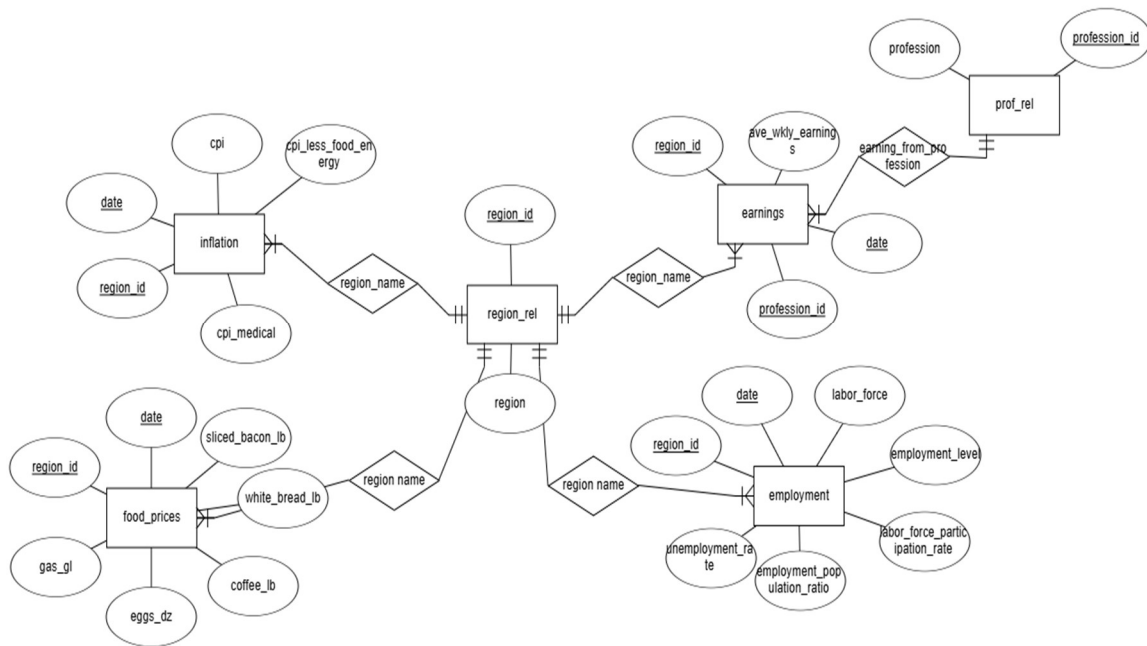 profession
profession_id
prof_rel
cpi
cpi_less_food_en
ergy
region_id
ave_wkly_earning
s
earning_from_pro
fession
date
inflation
region_id
earnings
date
region_id
region_name
region_name
region_rel
profession_id
cpi_medical
region
date
labor_force
date
sliced_bacon_lb
region_id
employment_level
region_id
white_bread_lb
region name
region name
employment
food_prices
labor_force_partic
ipation_rate
unemployment_ra
te
employment_pop
ulation_ratio
gas_gl
coffee_lb
eggs_dz